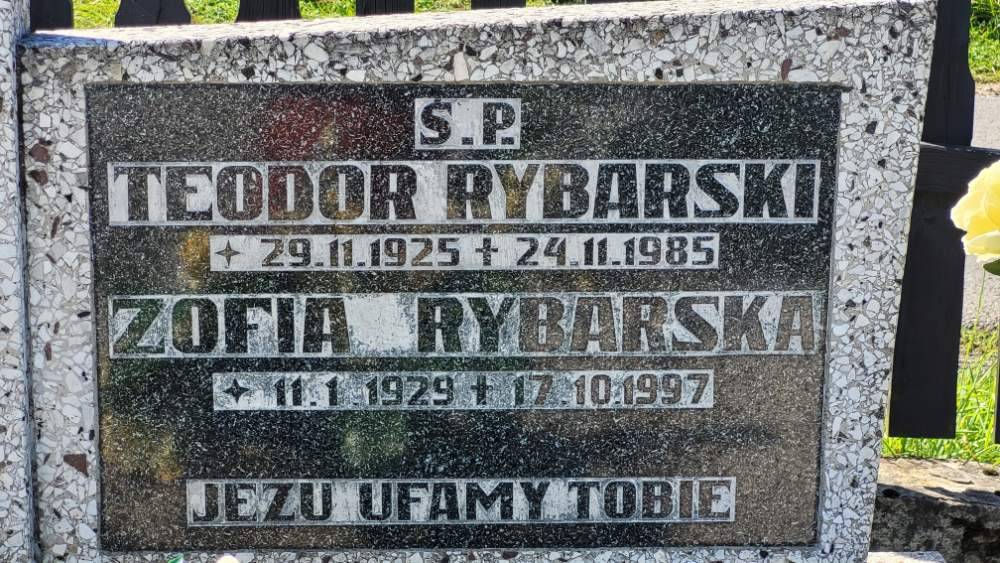 S.P.
TEODOR RYBARSKI
✦ 29.11.1925 ✝ 24.11.1985
ZOFIA RYBARSKA
✦ 11.1 1929 ✝ 17.10.1997
JEZU UFAMY TOBIE